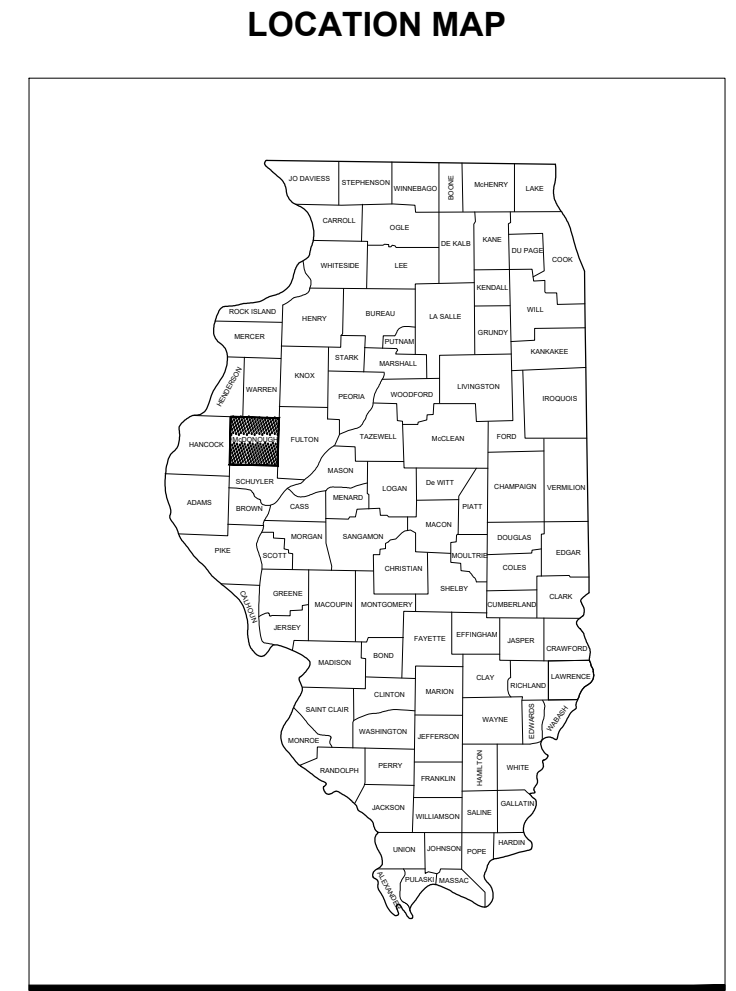 LOCATION MAP
JO DAVIESS
STEPHENSON
WINNEBAGO
BOONE
McHENRY
LAKE
CARROLL
OGLE
DE KALB
KANE
DU PAGE
COOK
WHITESIDE
LEE
KENDALL
ROCK ISLAND
HENRY
BUREAU
LA SALLE
WILL
MERCER
PUTNAM
GRUNDY
STARK
MARSHALL
KANKAKEE
HENDERSON
WARREN
KNOX
PEORIA
WOODFORD
LIVINGSTON
IROQUOIS
HANCOCK
McDONOUGH
FULTON
TAZEWELL
McCLEAN
FORD
SCHUYLER
MASON
LOGAN
De WITT
CHAMPAIGN
VERMILION
ADAMS
BROWN
CASS
MENARD
PIATT
MACON
PIKE
SCOTT
MORGAN
SANGAMON
DOUGLAS
EDGAR
CHRISTIAN
MOULTRIE
COLES
CALHOUN
GREENE
MACOUPIN
MONTGOMERY
SHELBY
CUMBERLAND
CLARK
JERSEY
FAYETTE
EFFINGHAM
JASPER
CRAWFORD
MADISON
BOND
CLAY
RICHLAND
LAWRENCE
CLINTON
MARION
SAINT CLAIR
WAYNE
EDWARDS
WABASH
MONROE
WASHINGTON
JEFFERSON
RANDOLPH
PERRY
FRANKLIN
HAMILTON
WHITE
JACKSON
WILLIAMSON
SALINE
GALLATIN
UNION
JOHNSON
POPE
HARDIN
ALEXANDER
PULASKI
MASSAC